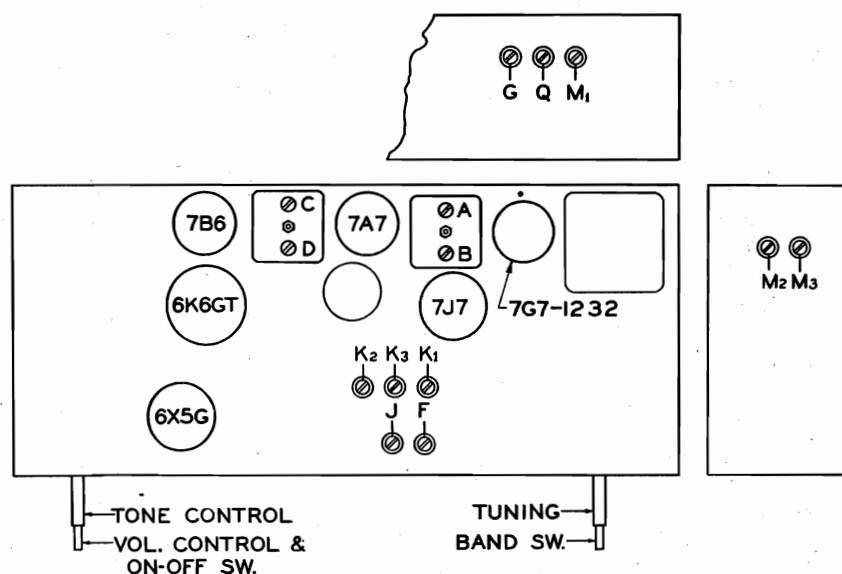 G Q M1
7B6 C 7A7 A
D B
6K6GT 7J7 7G7-1232
M2 M3
K2 K3 K1
6X5G J F
TONE CONTROL TUNING
VOL. CONTROL & BAND SW.
ON-OFF SW.